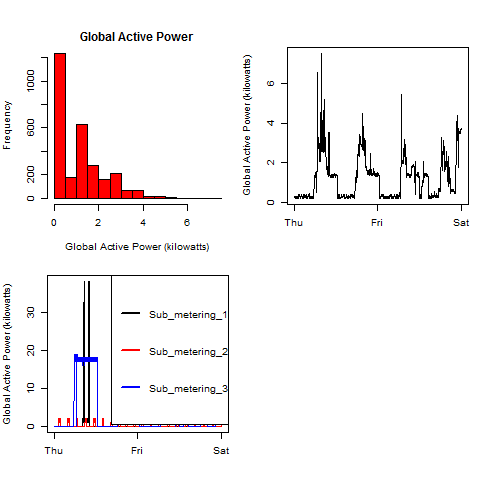 Global Active Power
Frequency
1000
600
200
0
0 2 4 6
Global Active Power (kilowatts)
Global Active Power (kilowatts)
6
4
2
0
Thu Fri Sat
Global Active Power (kilowatts)
30
20
10
0
Sub_metering_1
Sub_metering_2
Sub_metering_3
Thu Fri Sat